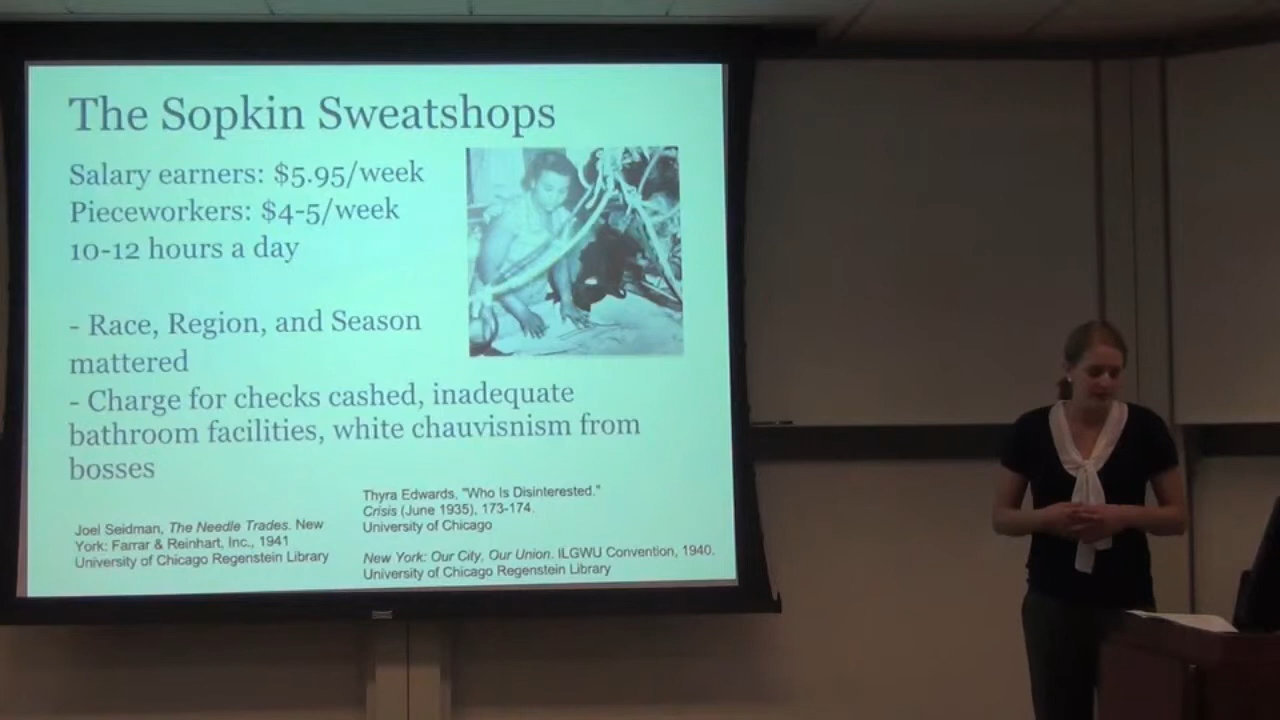 The Sopkin Sweatshops
Salary earners: $5.95/week
Pieceworkers: $4-5/week
10-12 hours a day
- Race, Region, and Season
mattered
- Charge for checks cashed, inadequate
bathroom facilities, white chauvisnism from
bosses
Joel Seidman, The Needle Trades. New
York: Farrar & Reinhart, Inc., 1941
University of Chicago Regenstein Library
Thyra Edwards, "Who Is Disinterested."
Crisis (June 1935), 173-174.
University of Chicago
New York: Our City, Our Union. ILGWU Convention, 1940.
University of Chicago Regenstein Library